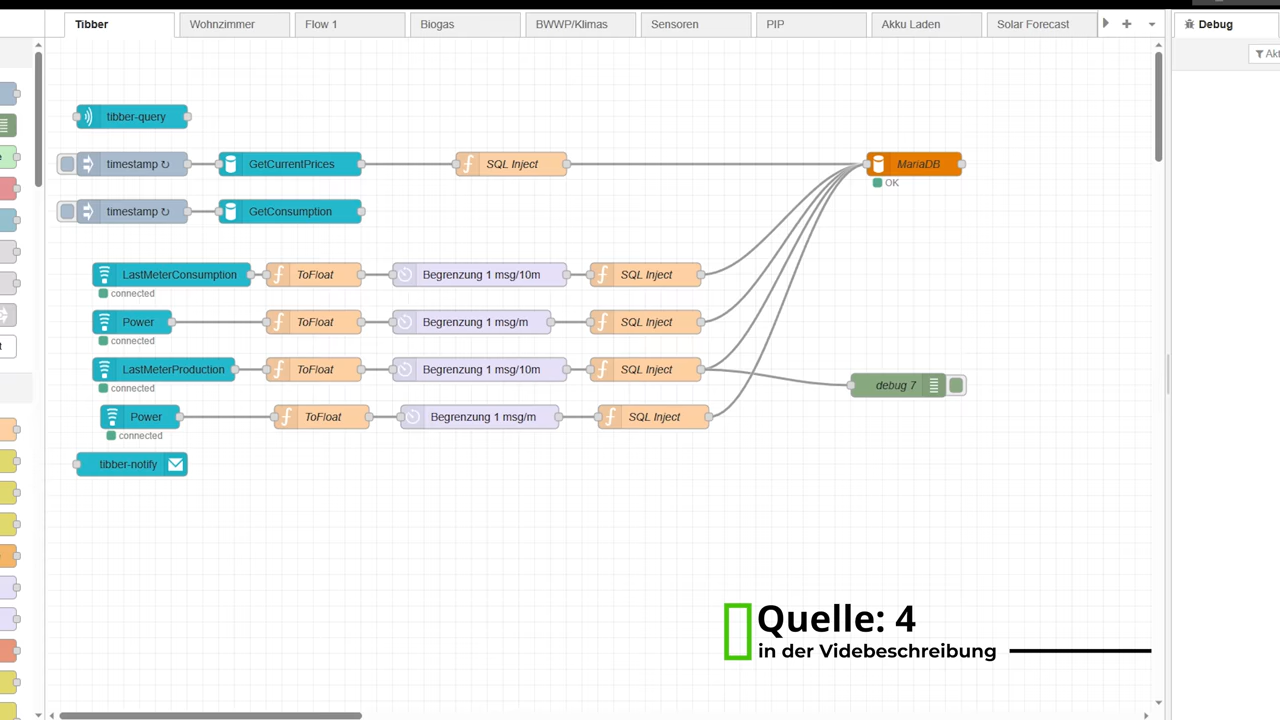 Tibber
Wohnzimmer
Flow 1
Biogas
BWWP/Klimas
Sensoren
PIP
Akku Laden
Solar Forecast
Debug
tibber-query
timestamp ↻
GetCurrentPrices
SQL Inject
MariaDB
OK
timestamp ↻
GetConsumption
LastMeterConsumption
ToFloat
Begrenzung 1 msg/10m
SQL Inject
connected
Power
ToFloat
Begrenzung 1 msg/m
SQL Inject
connected
LastMeterProduction
ToFloat
Begrenzung 1 msg/10m
SQL Inject
connected
debug 7
Power
ToFloat
Begrenzung 1 msg/m
SQL Inject
connected
tibber-notify
Quelle: 4
in der Videbeschreibung